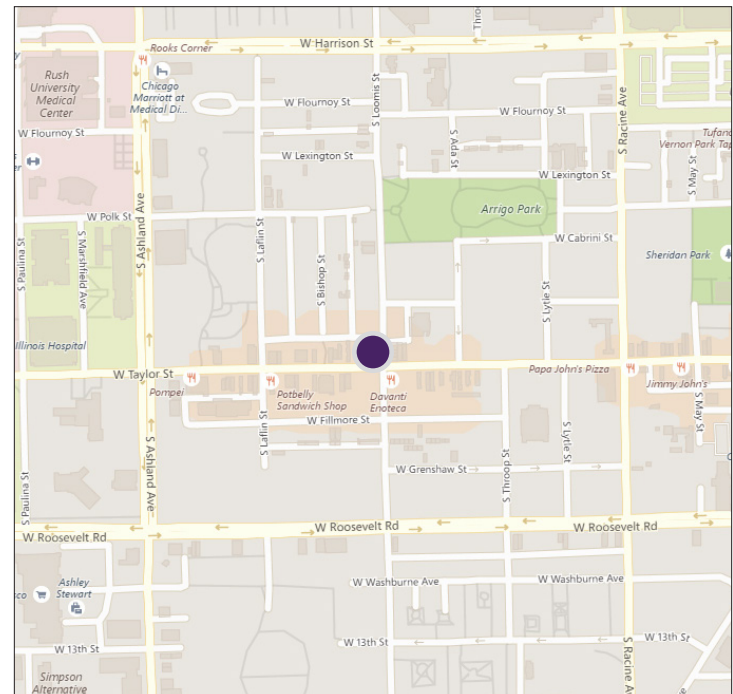 Throop
W Harrison St
Rooks Corner
Rush
University
Medical
Center
Chicago
Marriott at
Medical Di...
S Loomis St
W Flournoy St
W Flournoy St
S Racine Ave
W Flournoy St
S Ada St
Tufano
Vernon Park Tap
W Lexington St
W Lexington St
S May St
S Ashland Ave
Arrigo Park
W Polk St
S Laflin St
W Cabrini St
S Paulina St
S Marshfield Ave
S Bishop St
Sheridan Park
S Lytle St
Illinois Hospital
W Taylor St
Papa John's Pizza
Pompei
Potbelly
Sandwich Shop
Davanti
Enoteca
Jimmy John's
S May St
W Fillmore St
S Laflin St
S Lytle St
S Throop St
W Grenshaw St
S Ashland Ave
S Paulina St
W Roosevelt Rd
W Roosevelt Rd
W Roosevelt Rd
Ashley
Stewart
W Washburne Ave
W Washburne Ave
W 13th St
W 13th St
W 13th St
S Racine Av
Simpson
Alternative